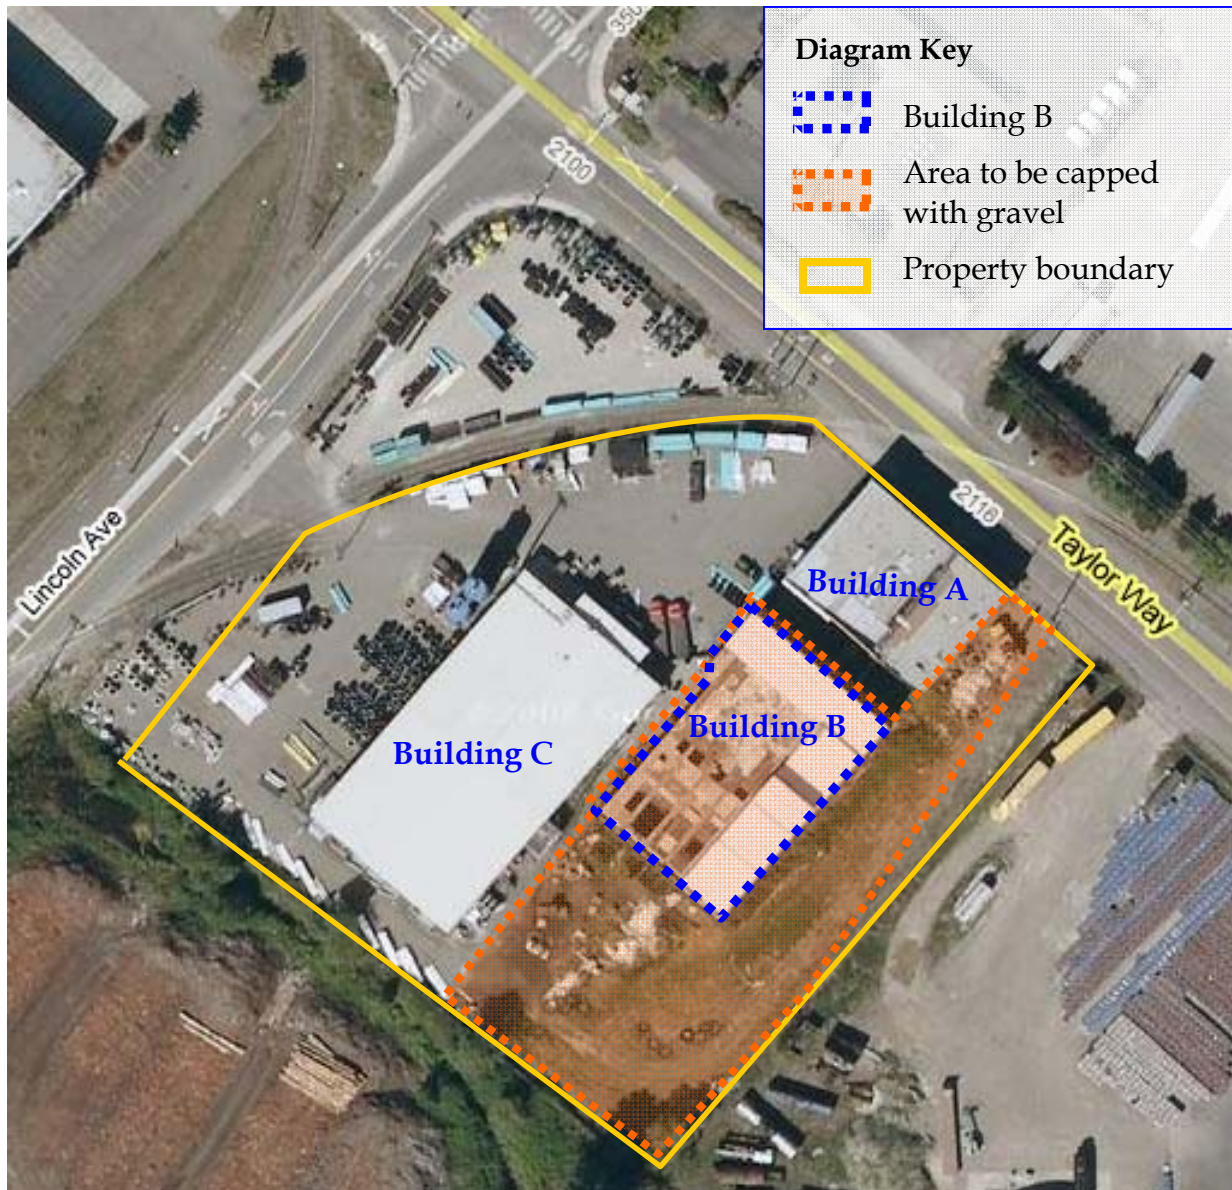 350
Diagram Key
Building B
Area to be capped
with gravel
Property boundary
2100
2116
Taylor Way
Lincoln Ave
Building A
Building B
Building C